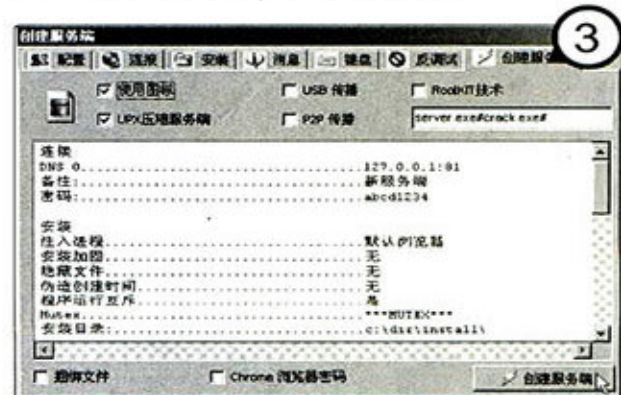 创建服务端
3
配置 连接 安装 消息 键盘 反调试 创建服务
使用图标 USB 传播 RootKIT技术
UPX压缩服务端 P2P 传播 server.exe#crack.exe#
连接
DNS 0..............................127.0.0.1:81
备注:..............................新服务端
密码:..............................abcd1234
安装
注入进程..............................默认浏览器
安装加固..............................无
隐藏文件..............................无
伪造创建时间..............................无
程序运行互斥..............................是
Mutex..............................***MUTEX***
安装目录:..............................c:\dir\install\
捆绑文件 Chrome 浏览器密码 创建服务端